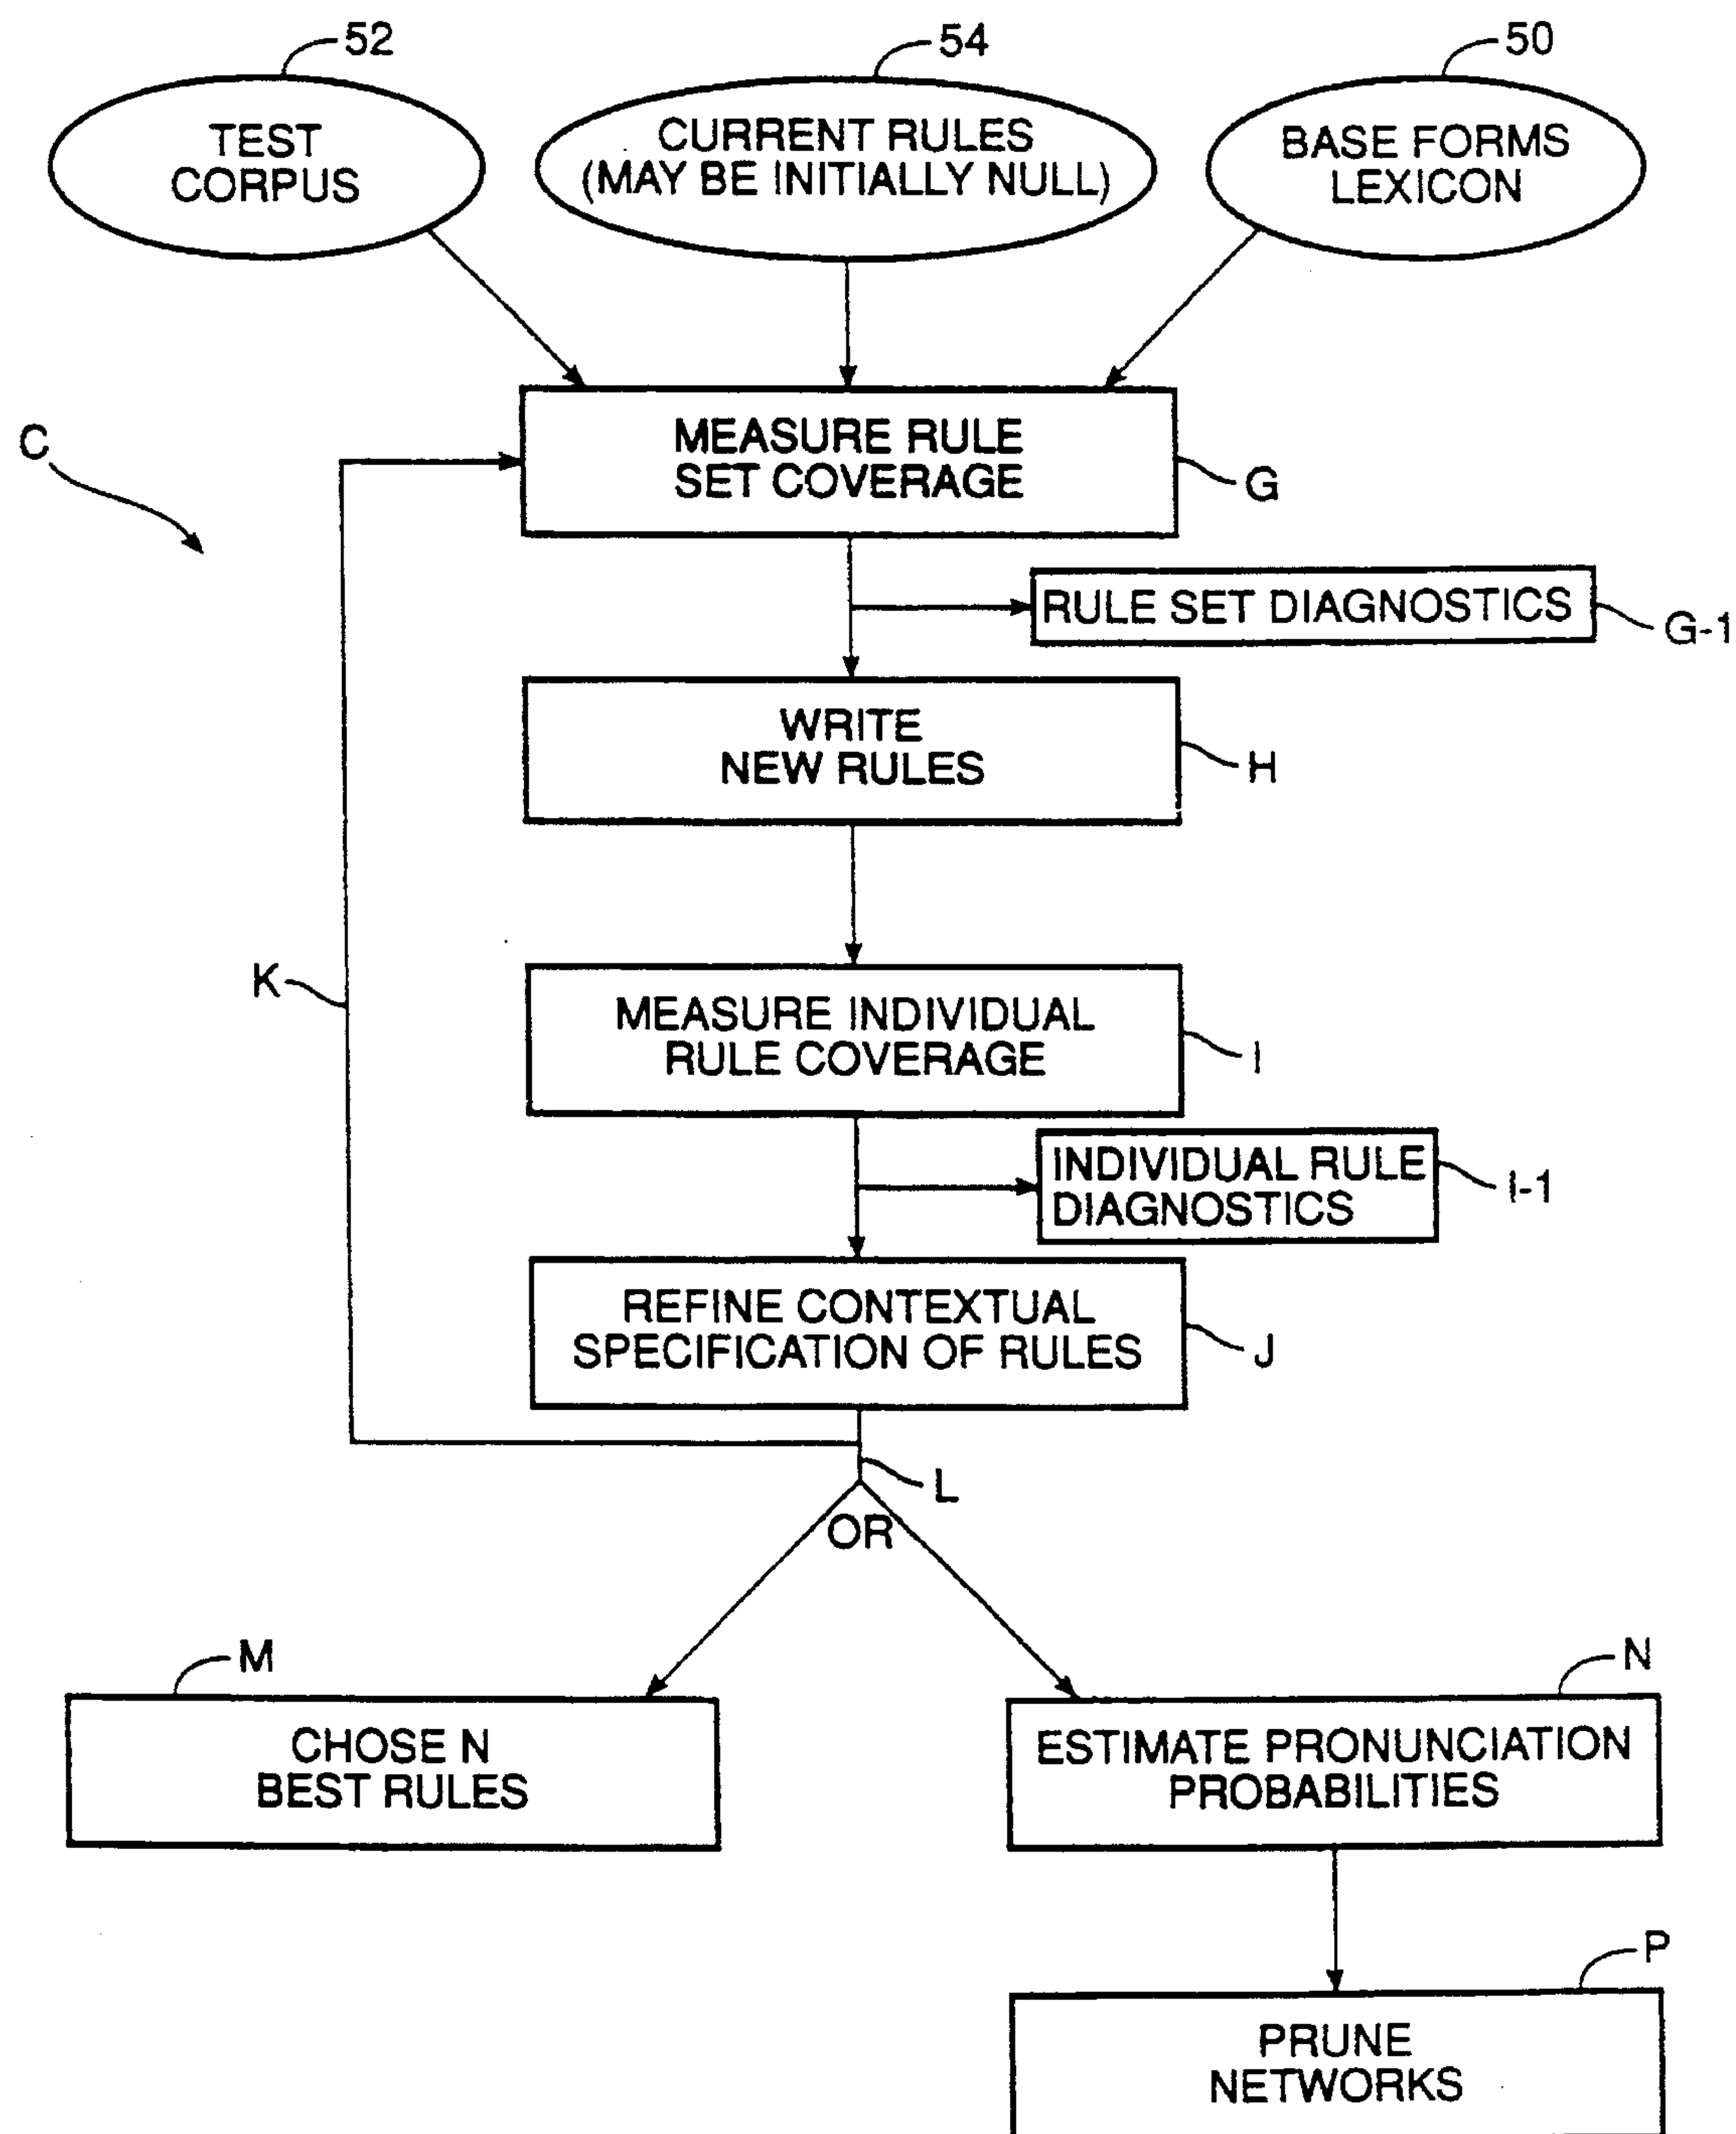 52
54
50
TEST
CORPUS
CURRENT RULES
(MAY BE INITIALLY NULL)
BASE FORMS
LEXICON
C
MEASURE RULE
SET COVERAGE
G
RULE SET DIAGNOSTICS
G-1
WRITE
NEW RULES
H
K
MEASURE INDIVIDUAL
RULE COVERAGE
I
INDIVIDUAL RULE
DIAGNOSTICS
I-1
REFINE CONTEXTUAL
SPECIFICATION OF RULES
J
L
OR
M
N
CHOSE N
BEST RULES
ESTIMATE PRONUNCIATION
PROBABILITIES
P
PRUNE
NETWORKS